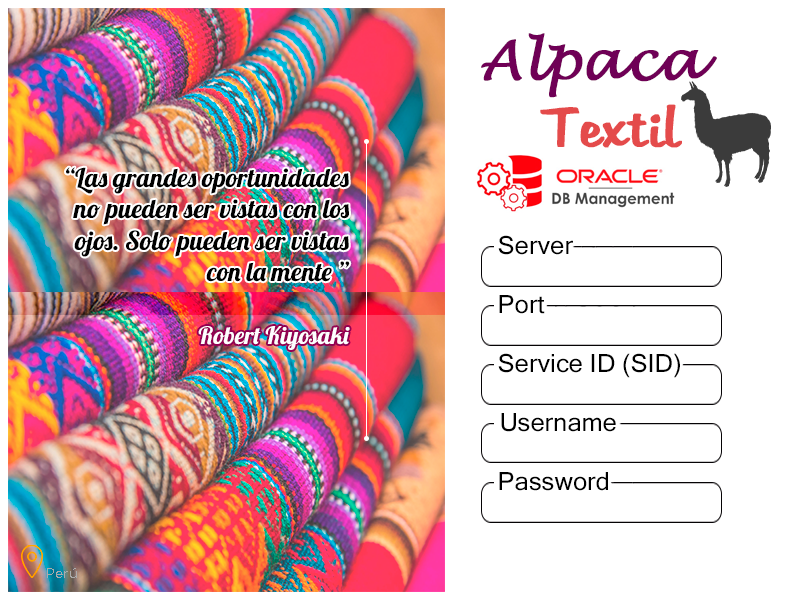 “Las grandes oportunidades
no pueden ser vistas con los
ojos. Solo pueden ser vistas
con la mente ”
Robert Kiyosaki
Perú
Alpaca
Textil
ORACLE®
DB Management
Server
Port
Service ID (SID)
Username
Password